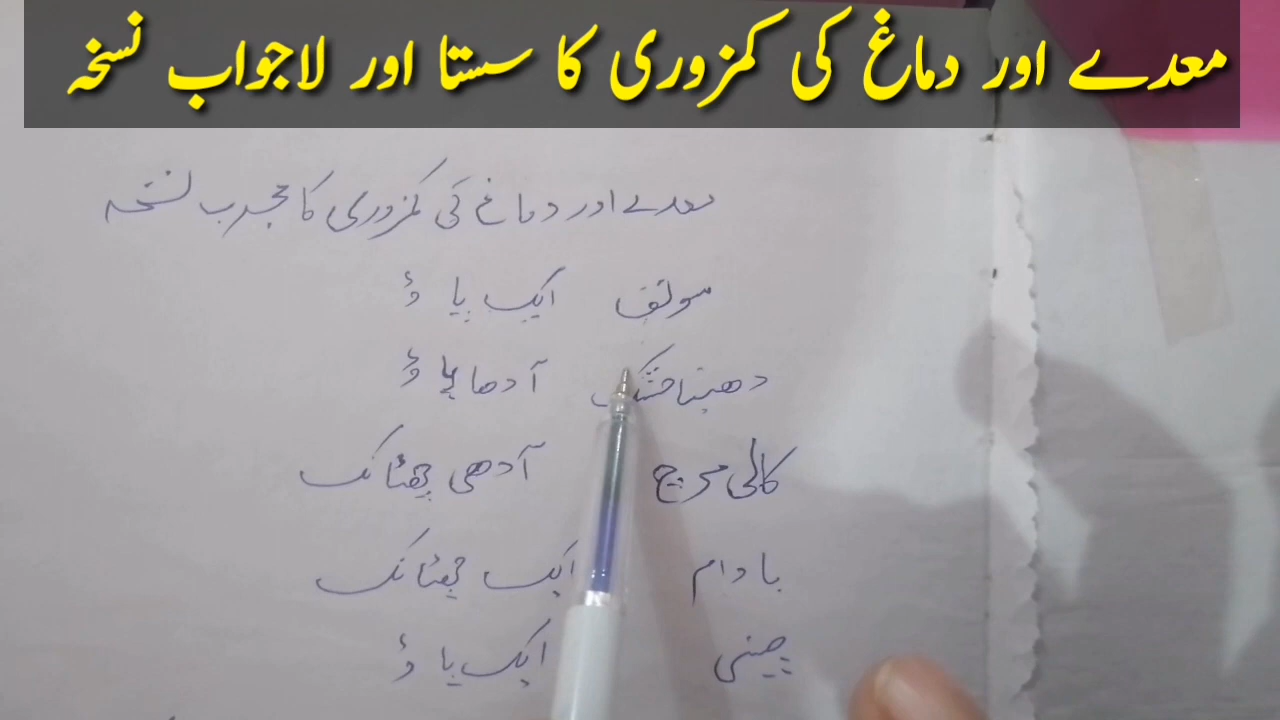 معدے اور دماغ کی کمزوری کا سستا اور لاجواب نسخہ
معدے اور دماغ کی کمزوری کا مجرب نسخہ
سونف ایک پاؤ
دھنیا خشک آدھا پاؤ
کالی مرچ آدھی چھٹانک
بادام ایک چھٹانک
چینی ایک پاؤ